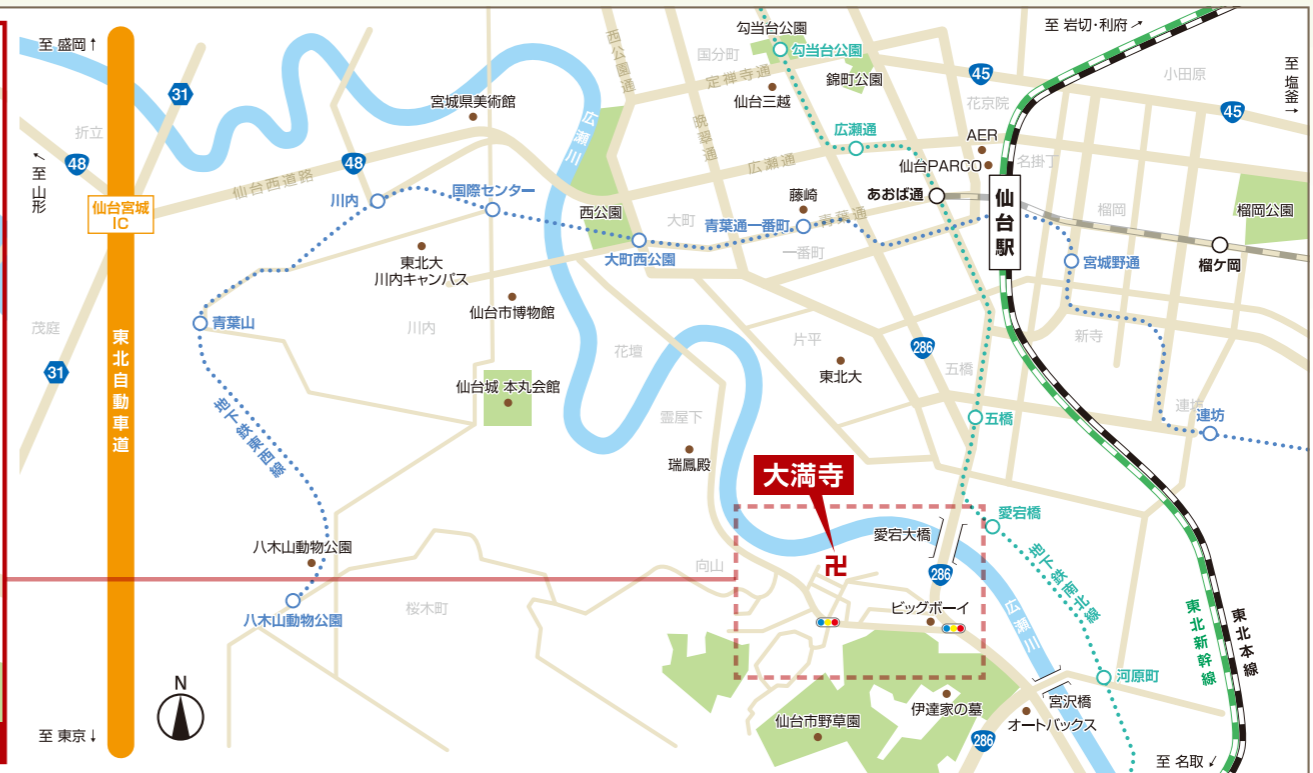 至 盛岡↑
31
折立
48
←至 山形
仙台宮城
IC
仙台西道路
48
川内
国際センター
宮城県美術館
広瀬川
西公園通
国分町
定禅寺通
勾当台公園
勾当台公園
錦町公園
仙台三越
晩翠通
広瀬通
広瀬通
至 岩切・利府↗
45
小田原
至 塩釜→
花京院
45
AER
仙台PARCO
名掛丁
あおば通
仙台駅
榴岡
榴岡公園
榴ケ岡
宮城野通
西公園
大町
藤崎
青葉通一番町
青葉通
一番町
大町西公園
東北大
川内キャンパス
仙台市博物館
青葉山
川内
茂庭
31
東北自動車道
地下鉄東西線
仙台城 本丸会館
花壇
片平
東北大
286
五橋
五橋
新寺
連坊
連坊
霊屋下
瑞鳳殿
大満寺
卍
愛宕大橋
愛宕橋
286
地下鉄南北線
八木山動物公園
八木山動物公園
桜木町
向山
ビッグボーイ
広瀬川
東北新幹線
東北本線
河原町
宮沢橋
オートバックス
伊達家の墓
仙台市野草園
286
N
至 東京↓
至 名取↙